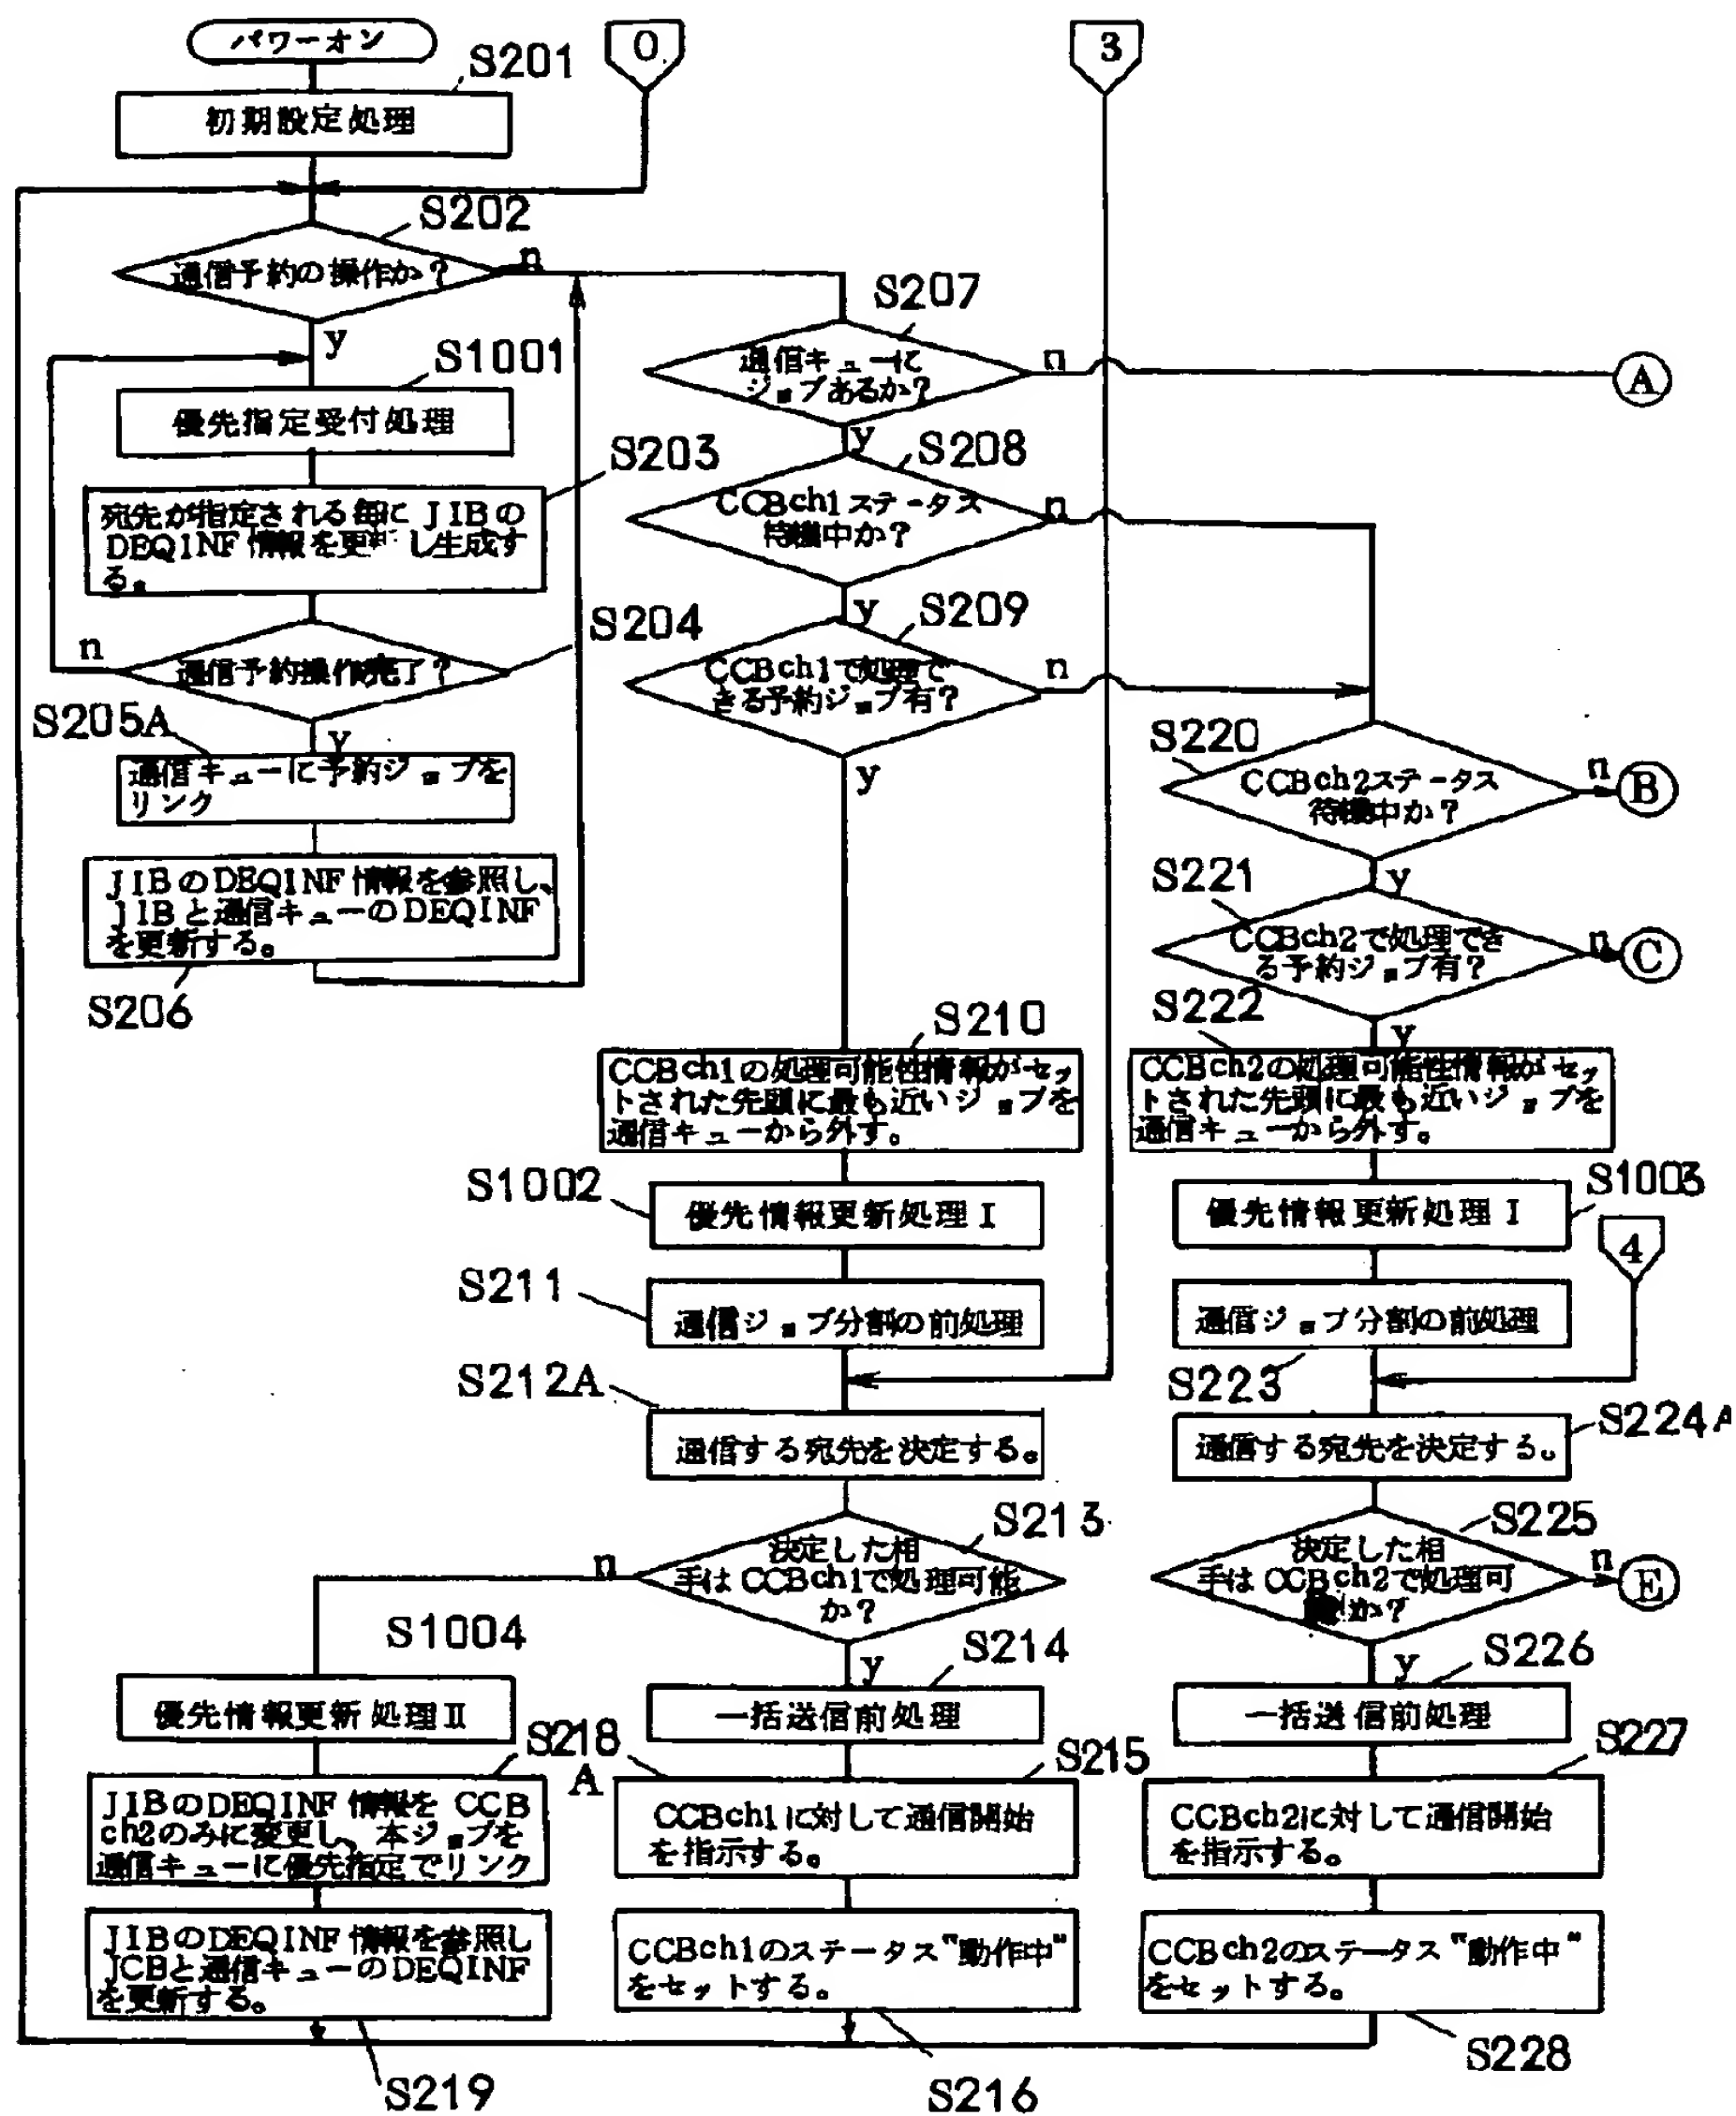 パワーオン
S201
初期設定処理
0
3
S202
通信予約の操作か？
n
y
S1001
優先指定受付処理
S203
宛先が指定される毎に JIBの
DEQINF 情報を更 し生成す
る。
S204
通信予約操作完了？
n
y
S205A
通信キューに予約ジョブを
リンク
JIBのDEQINF 情報を参照し、
JIBと通信キューのDEQINF
を更新する。
S206
S207
通信キューに
ジョブあるか？
n
A
y
S208
CCBch1ステータス
待機中か？
n
y
S209
CCBch1で処理で
きる予約ジョブ有？
n
y
S210
CCBch1の処理可能性情報がセッ
トされた先頭に最も近いジョブを
通信キューから外す。
S1002
優先情報更新処理Ⅰ
S211
通信ジョブ分割の前処理
S212A
通信する宛先を決定する。
S213
決定した相
手はCCBch1で処理可能
か？
n
y
S1004
優先情報更新処理Ⅱ
S218
A
JIBのDEQINF 情報を CCB
ch2のみに変更し、本ジョブを
通信キューに優先指定でリンク
JIBのDEQINF 情報を参照し
JCBと通信キューのDEQINF
を更新する。
S219
S214
一括送信前処理
S215
CCBch1に対して通信開始
を指示する。
CCBch1のステータス“動作中”
をセットする。
S216
S220
CCBch2ステータス
待機中か？
n
B
y
S221
CCBch2で処理でき
る予約ジョブ有？
n
C
y
S222
CCBch2の処理可能性情報がセッ
トされた先頭に最も近いジョブを
通信キューから外す。
S1003
優先情報更新処理Ⅰ
4
通信ジョブ分割の前処理
S223
S224A
通信する宛先を決定する。
S225
決定した相
手はCCBch2で処理可
か？
n
E
y
S226
一括送信前処理
S227
CCBch2に対して通信開始
を指示する。
CCBch2のステータス“動作中”
をセットする。
S228